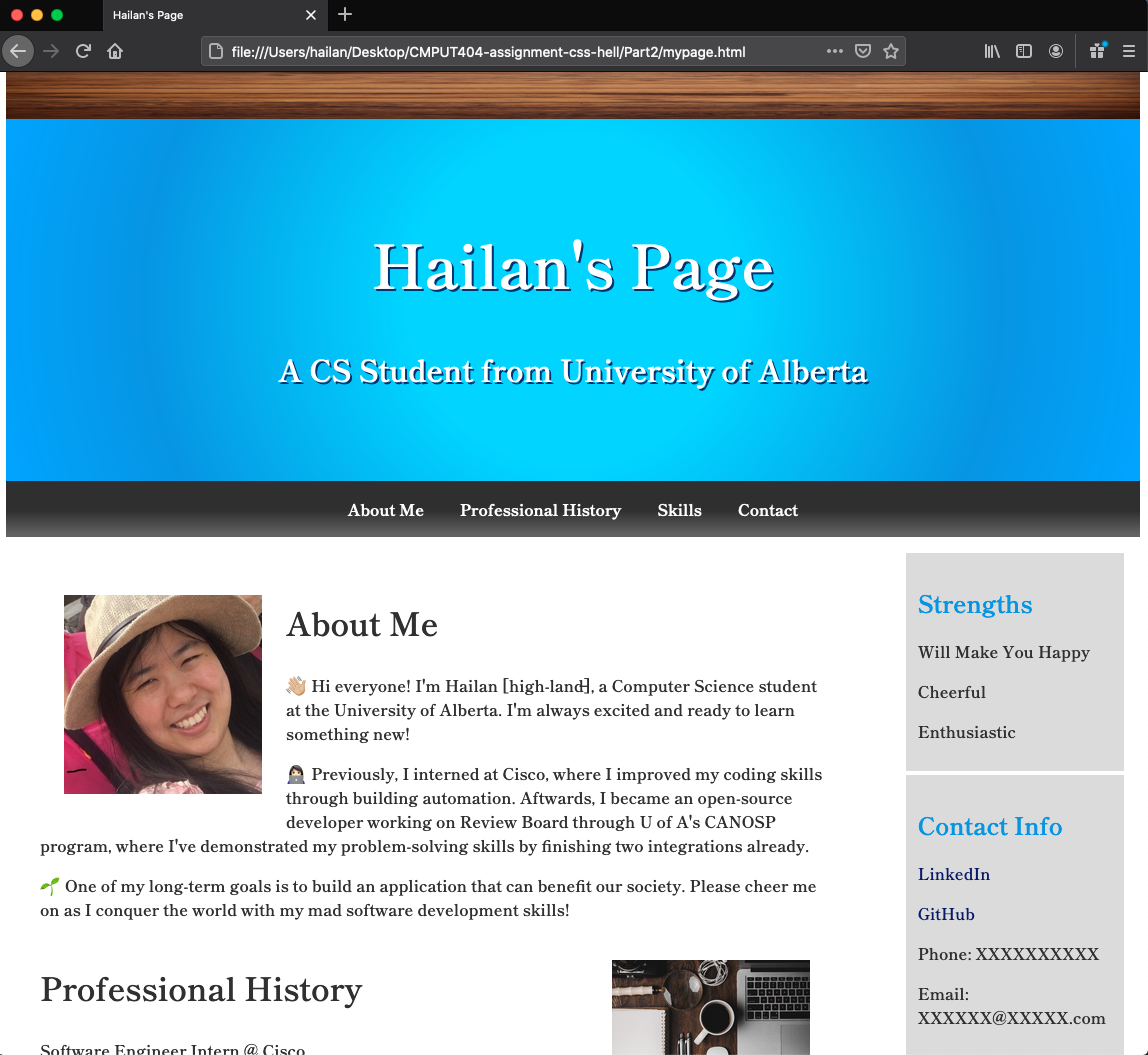 Hailan's Page
file:///Users/hailan/Desktop/CMPUT404-assignment-css-hell/Part2/mypage.html
Hailan's Page
A CS Student from University of Alberta
About Me Professional History Skills Contact
About Me
👋🏼 Hi everyone! I'm Hailan [high-land], a Computer Science student
at the University of Alberta. I'm always excited and ready to learn
something new!
👩🏻‍💻 Previously, I interned at Cisco, where I improved my coding skills
through building automation. Aftwards, I became an open-source
developer working on Review Board through U of A's CANOSP
program, where I've demonstrated my problem-solving skills by finishing two integrations already.
🌱 One of my long-term goals is to build an application that can benefit our society. Please cheer me
on as I conquer the world with my mad software development skills!
Professional History
Software Engineer Intern @ Cisco
Strengths
Will Make You Happy
Cheerful
Enthusiastic
Contact Info
LinkedIn
GitHub
Phone: XXXXXXXXXX
Email:
XXXXXX@XXXXX.com